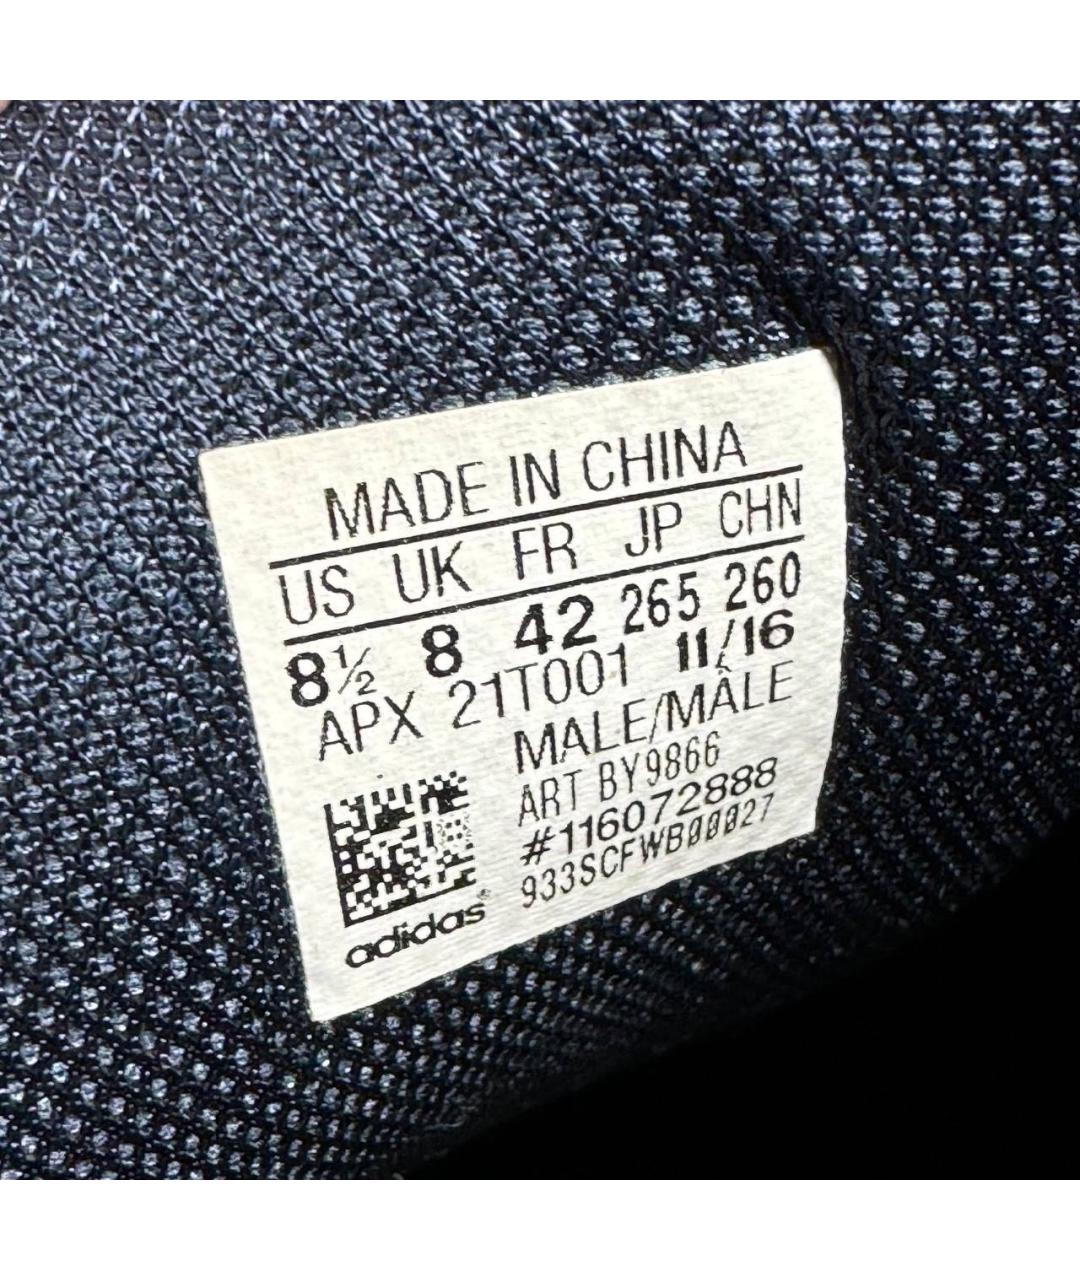 MADE IN CHINA
US UK FR JP CHN
8½ 8 42 265 260
APX 21T001 11/16
MALE/MÂLE
ART BY9866
#116072888
933SCFWB00027
adidas®